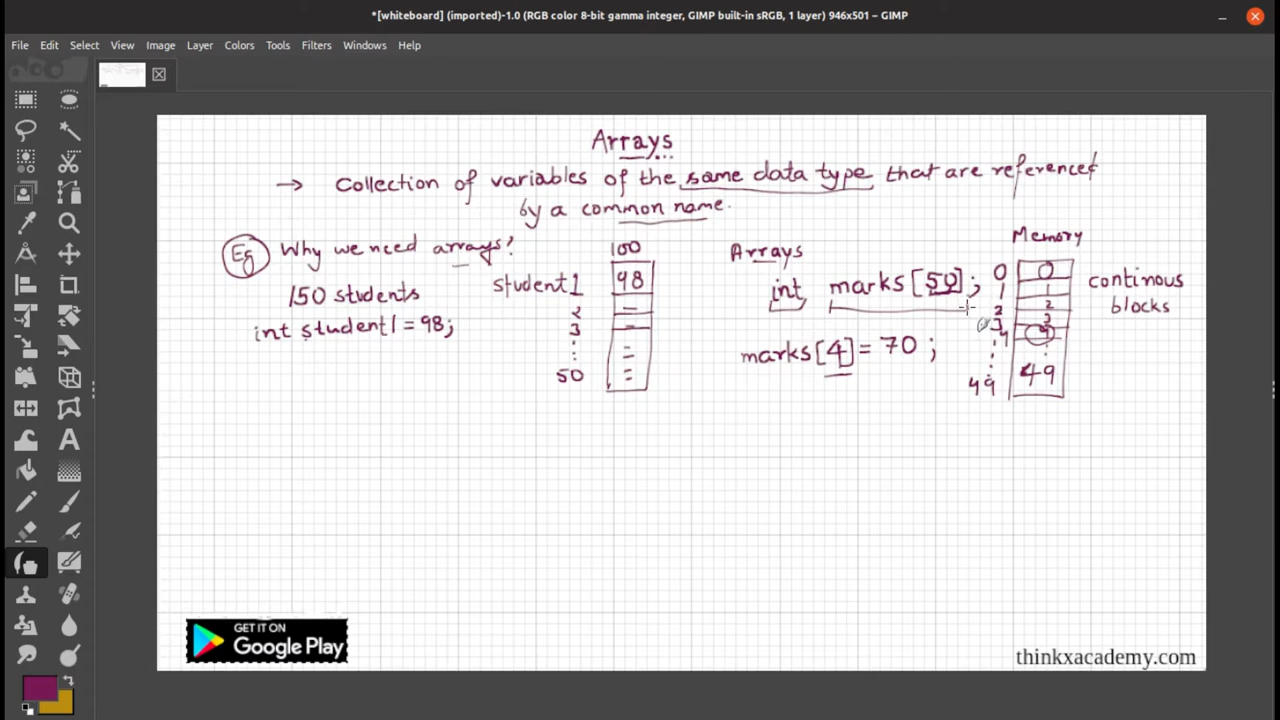 *[whiteboard] (imported)-1.0 (RGB color 8-bit gamma integer, GIMP built-in sRGB, 1 layer) 946x501 – GIMP
File Edit Select View Image Layer Colors Tools Filters Windows Help
Arrays
→ Collection of variables of the same data type that are referenced
by a common name.
Eg Why we need arrays?
150 students
int student1 = 98;
100
student1 98
2
3
50
Arrays
int marks[50];
marks[4] = 70;
Memory
0 0
1 1
2 2
3 3
4 4
49 49
continous
blocks
GET IT ON
Google Play
thinkxacademy.com